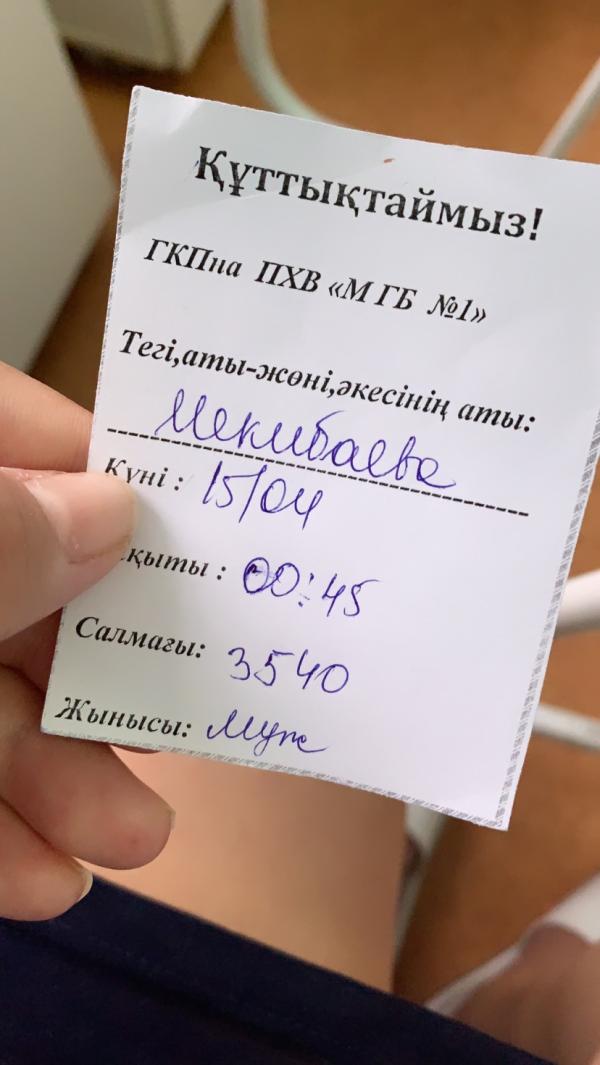 Құттықтаймыз!
ГКПна ПХВ «МГБ №1»
Тегі,аты-жөні,әкесінің аты:
Мекибаева
Күні : 15/04
қыты : 00:45
Салмағы: 3540
Жынысы: муж